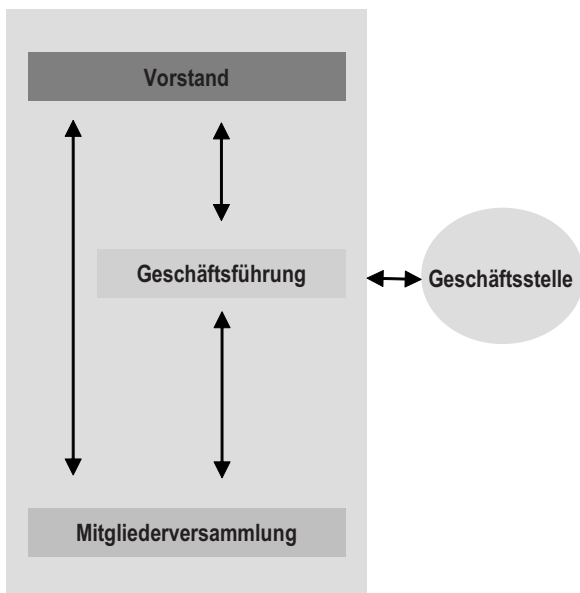 Vorstand
Geschäftsführung
Geschäftsstelle
Mitgliederversammlung